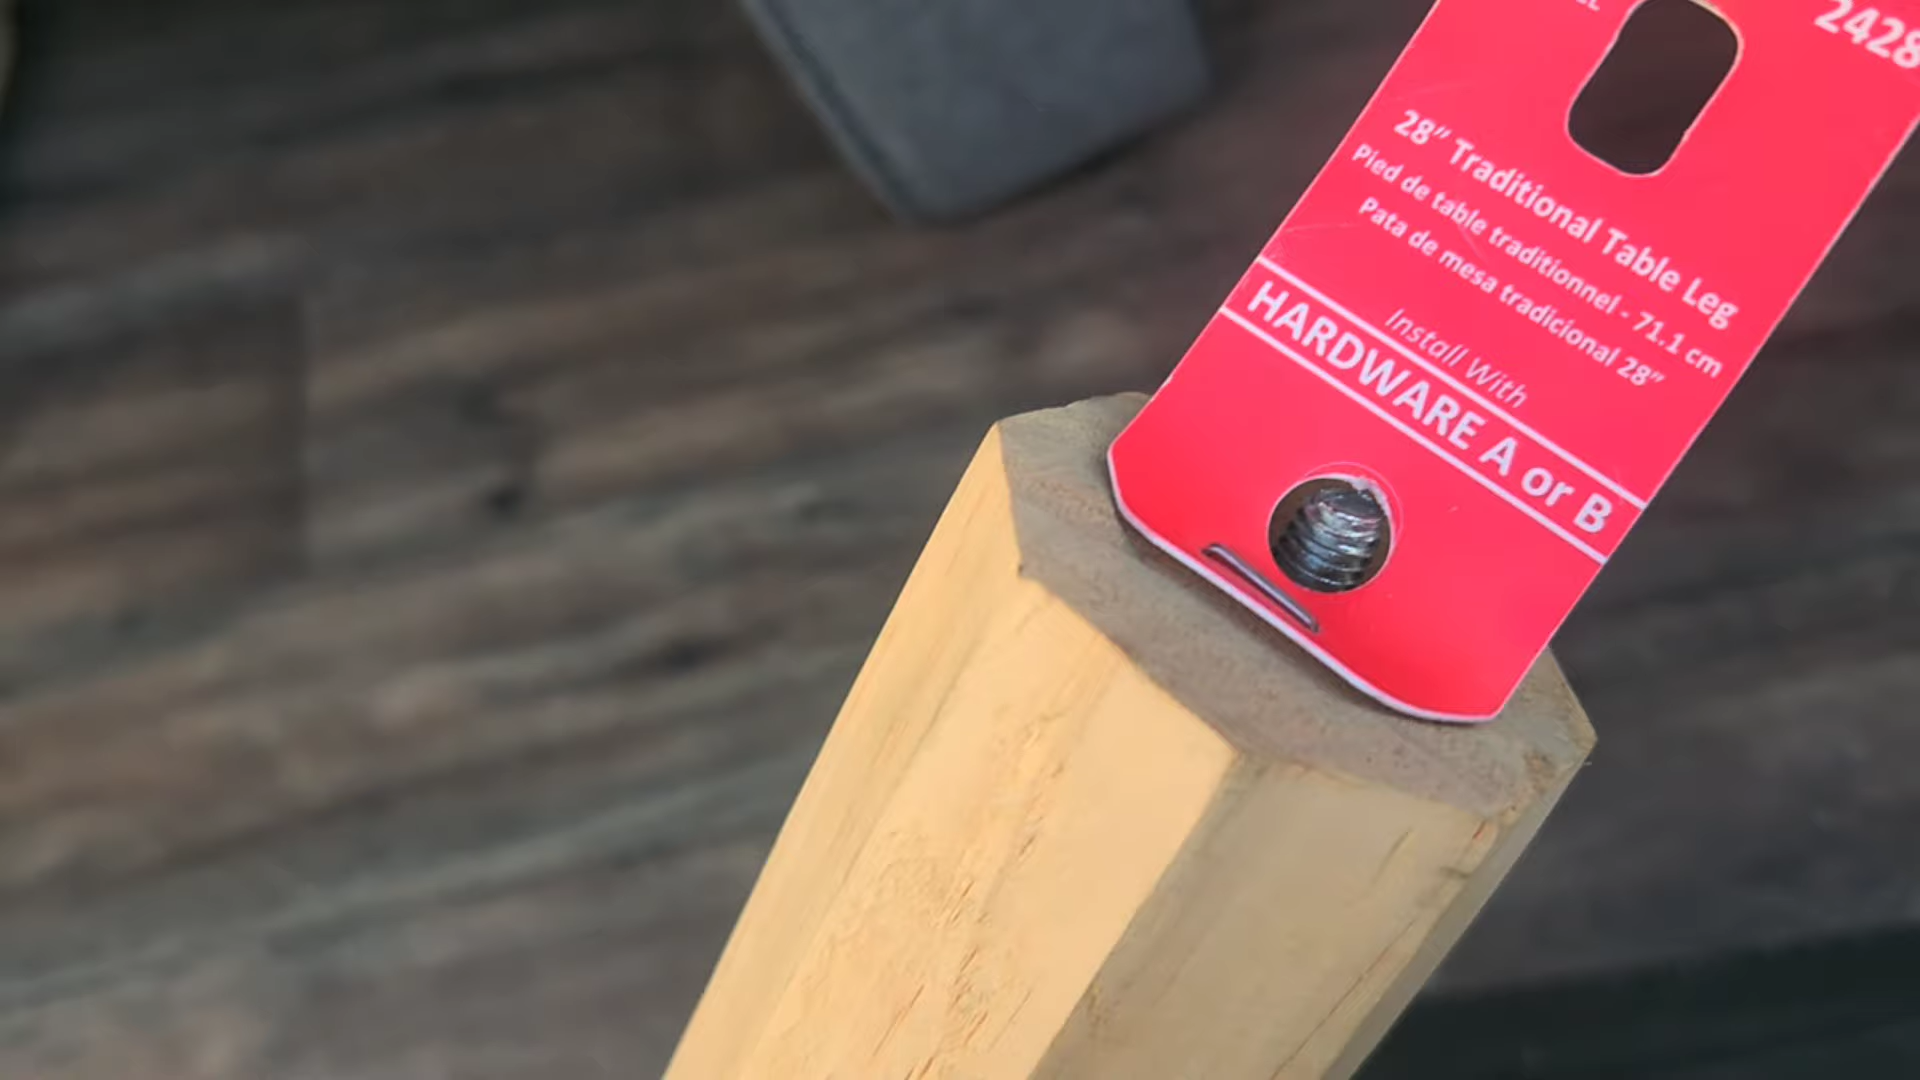 2428
28” Traditional Table Leg
Pied de table traditionnel - 71.1 cm
Pata de mesa tradicional 28”
Install With
HARDWARE A or B